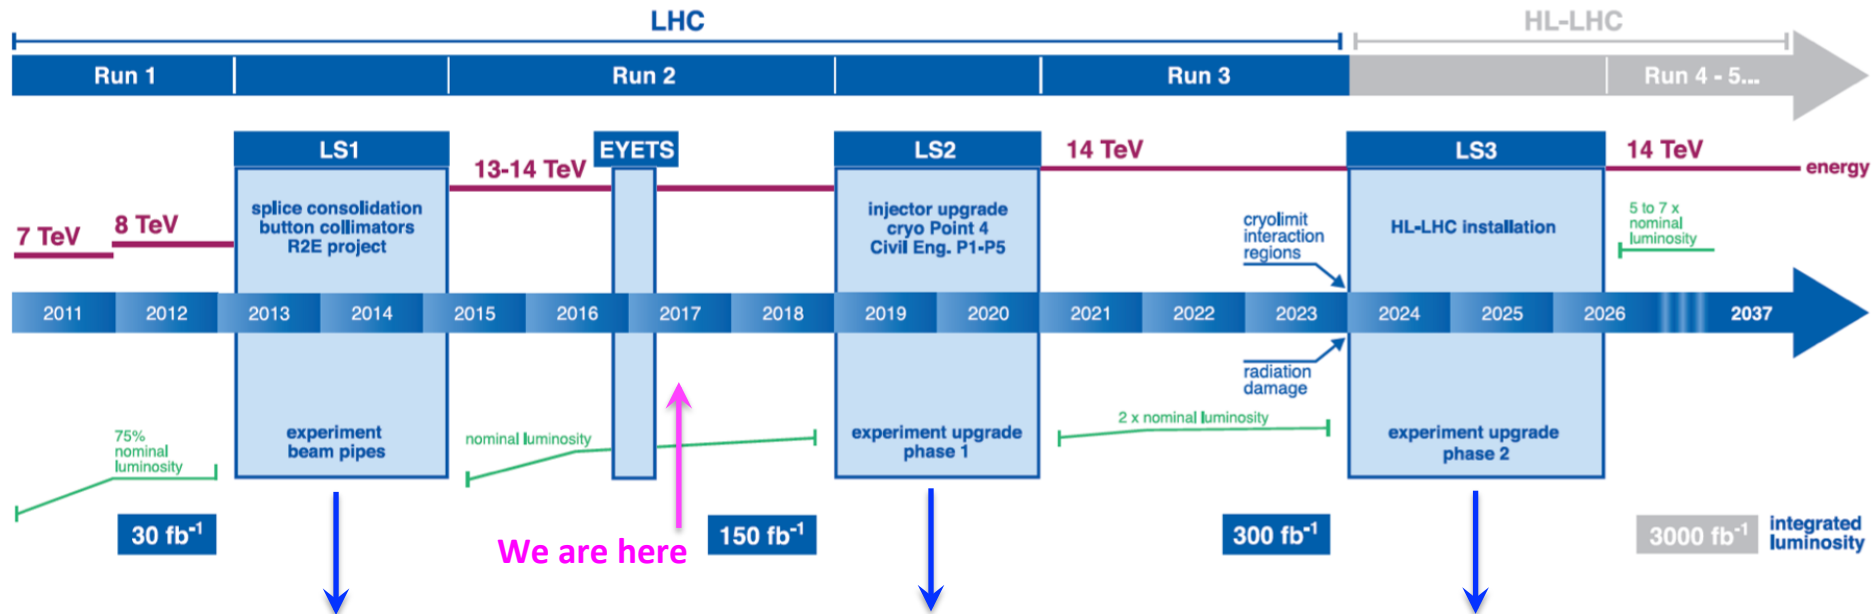 LHC
HL-LHC
Run 1
Run 2
Run 3
Run 4 - 5...
LS1
EYETS
LS2
14 TeV
LS3
14 TeV
energy
13-14 TeV
7 TeV
8 TeV
splice consolidation
button collimators
R2E project
injector upgrade
cryo Point 4
Civil Eng. P1-P5
cryolimit
interaction
regions
HL-LHC installation
5 to 7 x
nominal
luminosity
2011
2012
2013
2014
2015
2016
2017
2018
2019
2020
2021
2022
2023
2024
2025
2026
2037
radiation
damage
75%
nominal
luminosity
experiment
beam pipes
nominal luminosity
experiment upgrade
phase 1
2 x nominal luminosity
experiment upgrade
phase 2
30 fb⁻¹
We are here
150 fb⁻¹
300 fb⁻¹
3000 fb⁻¹
integrated
luminosity